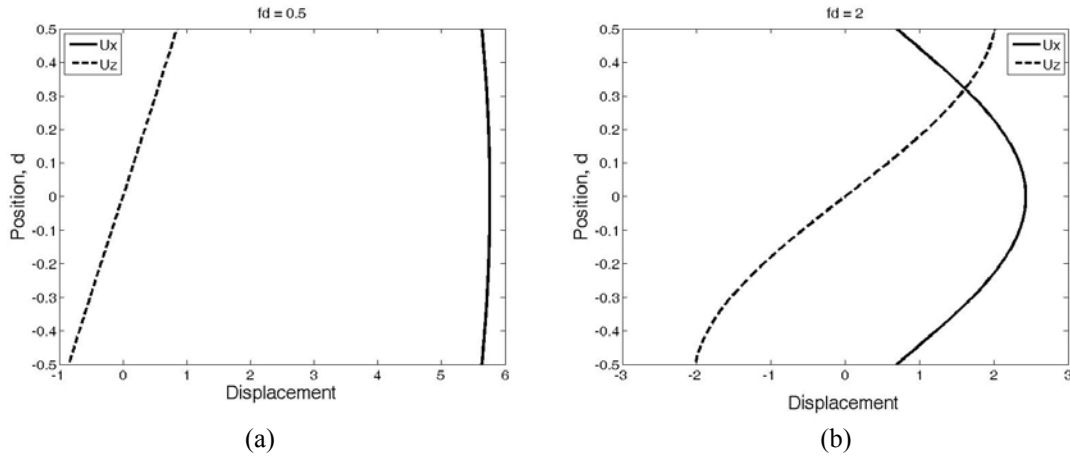 fd = 0.5
Ux
Uz
0.5
0.4
0.3
0.2
0.1
0
-0.1
-0.2
-0.3
-0.4
-0.5
Position, d
-1 0 1 2 3 4 5 6
Displacement
(a)
fd = 2
Ux
Uz
0.5
0.4
0.3
0.2
0.1
0
-0.1
-0.2
-0.3
-0.4
-0.5
Position, d
-3 -2 -1 0 1 2 3
Displacement
(b)